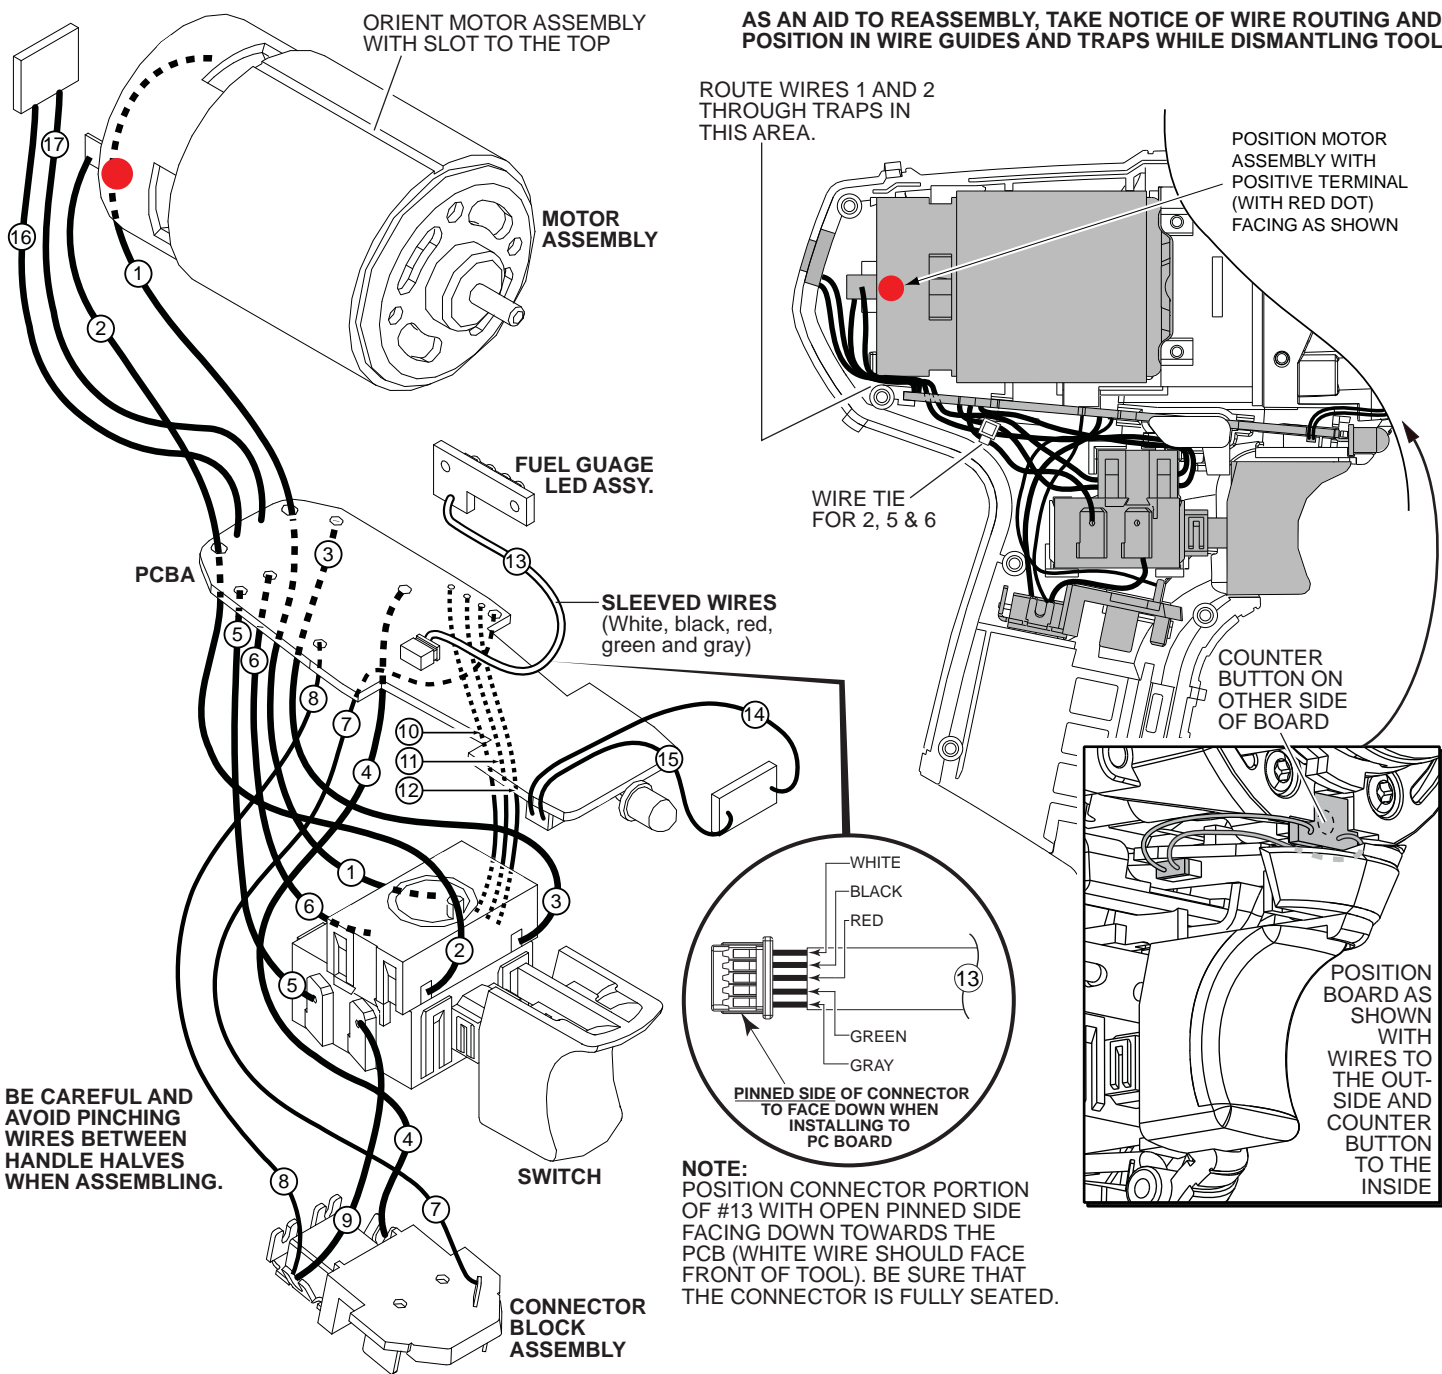 ORIENT MOTOR ASSEMBLY
WITH SLOT TO THE TOP
AS AN AID TO REASSEMBLY, TAKE NOTICE OF WIRE ROUTING AND
POSITION IN WIRE GUIDES AND TRAPS WHILE DISMANTLING TOOL
ROUTE WIRES 1 AND 2
THROUGH TRAPS IN
THIS AREA.
POSITION MOTOR
ASSEMBLY WITH
POSITIVE TERMINAL
(WITH RED DOT)
FACING AS SHOWN
17
16
1
2
MOTOR
ASSEMBLY
FUEL GUAGE
LED ASSY.
WIRE TIE
FOR 2, 5 & 6
3
13
PCBA
SLEEVED WIRES
(White, black, red,
green and gray)
5
6
8
7
4
10
11
12
14
15
COUNTER
BUTTON ON
OTHER SIDE
OF BOARD
1
6
3
2
5
WHITE
BLACK
RED
13
GREEN
GRAY
PINNED SIDE OF CONNECTOR
TO FACE DOWN WHEN
INSTALLING TO
PC BOARD
POSITION
BOARD AS
SHOWN
WITH
WIRES TO
THE OUT-
SIDE AND
COUNTER
BUTTON
TO THE
INSIDE
BE CAREFUL AND
AVOID PINCHING
WIRES BETWEEN
HANDLE HALVES
WHEN ASSEMBLING.
4
SWITCH
8
9
7
NOTE:
POSITION CONNECTOR PORTION
OF #13 WITH OPEN PINNED SIDE
FACING DOWN TOWARDS THE
PCB (WHITE WIRE SHOULD FACE
FRONT OF TOOL). BE SURE THAT
THE CONNECTOR IS FULLY SEATED.
CONNECTOR
BLOCK
ASSEMBLY